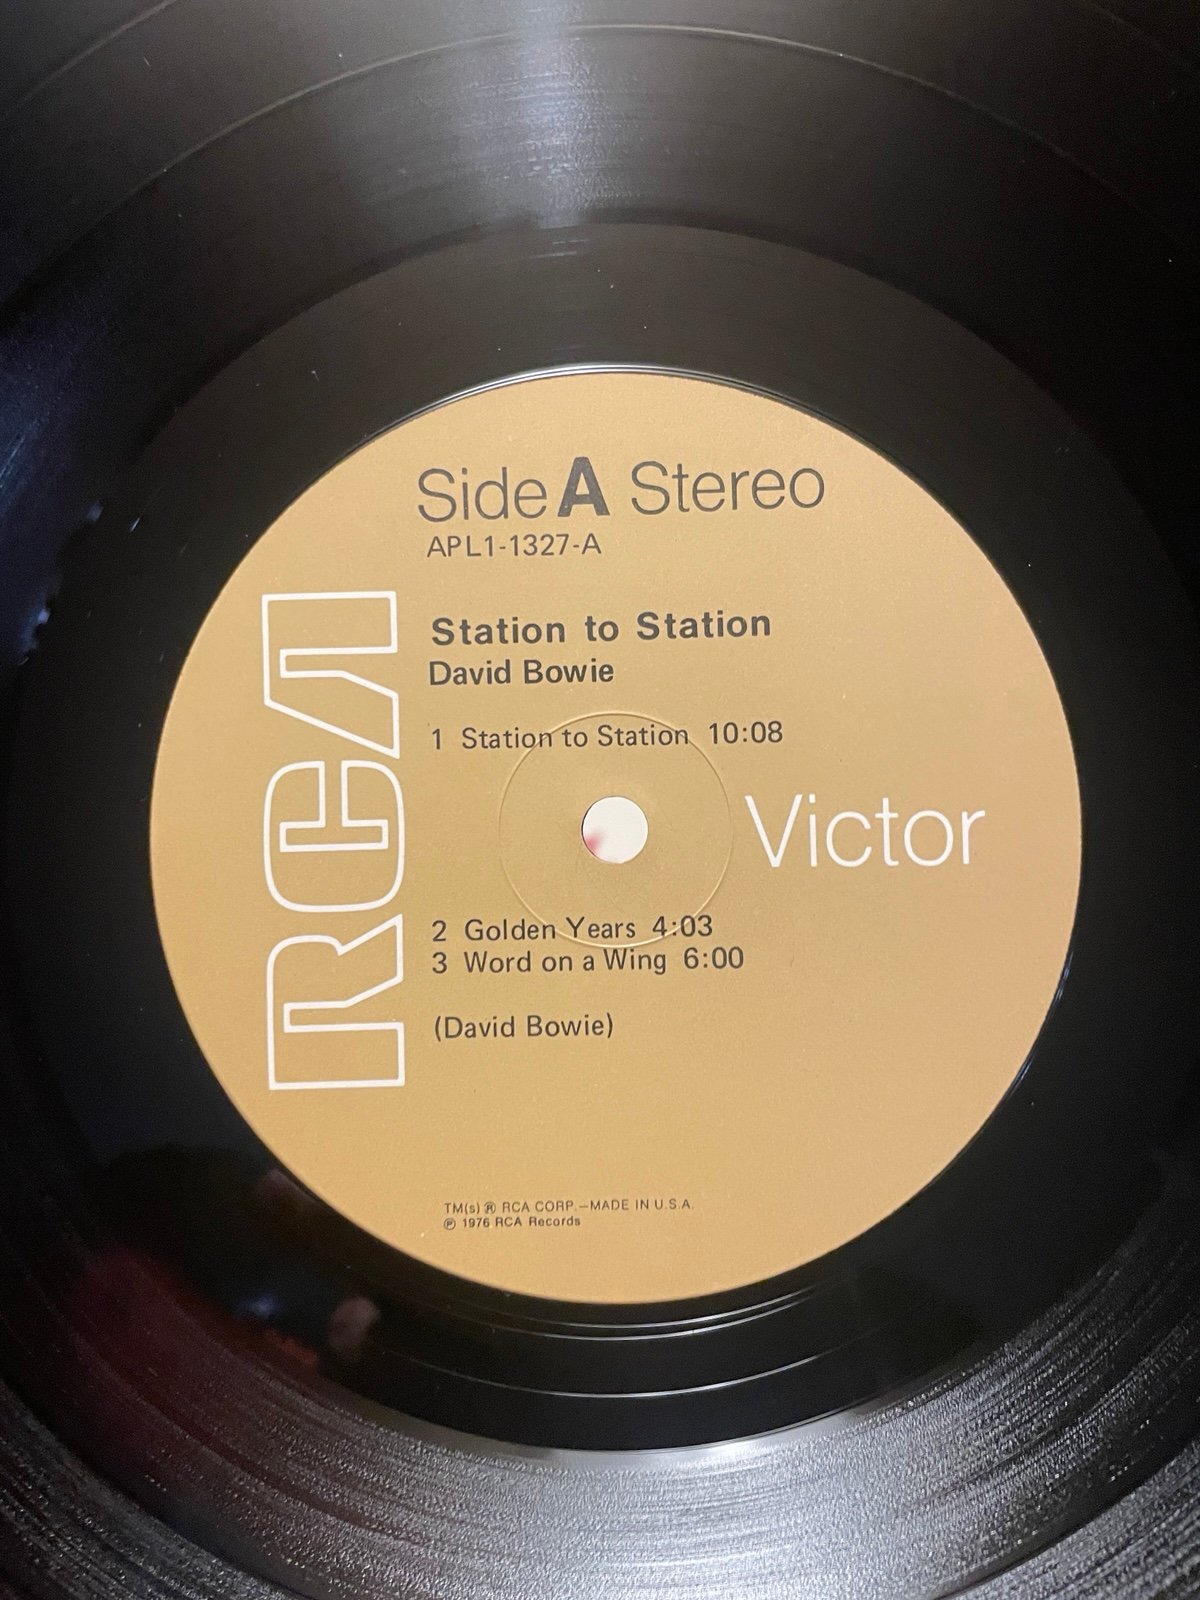 Side A Stereo
APL1-1327-A
Station to Station
David Bowie
1 Station to Station 10:08
RCA
Victor
2 Golden Years 4:03
3 Word on a Wing 6:00
(David Bowie)
TM(s) ® RCA CORP.—MADE IN U.S.A.
℗ 1976 RCA Records